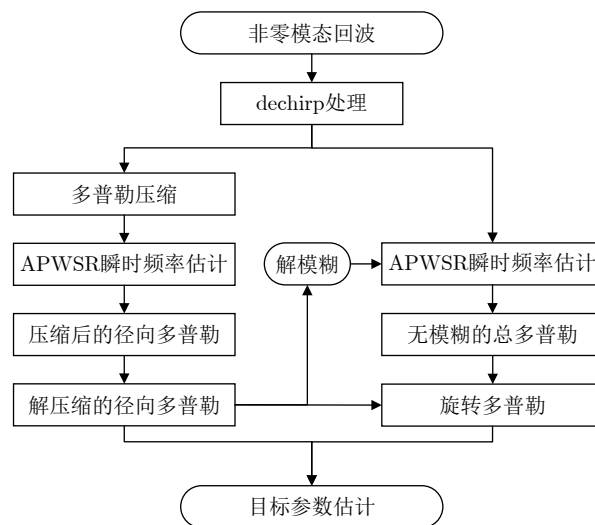 非零模态回波
dechirp处理
多普勒压缩
APWSR瞬时频率估计
解模糊
APWSR瞬时频率估计
压缩后的径向多普勒
无模糊的总多普勒
解压缩的径向多普勒
旋转多普勒
目标参数估计